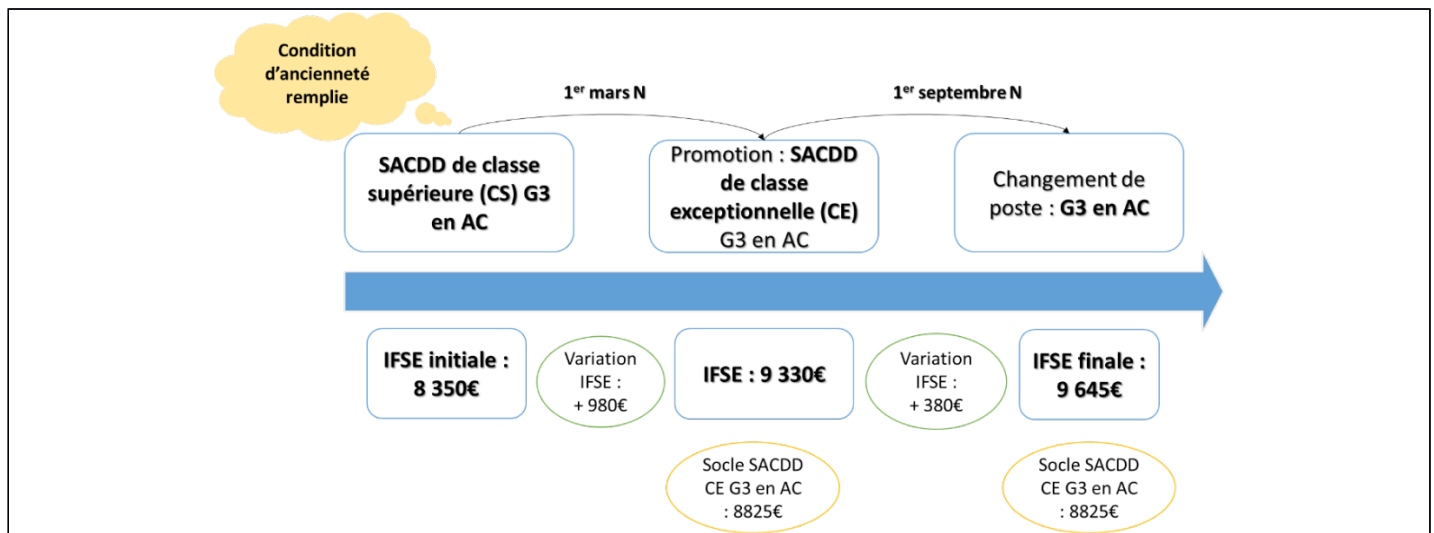 Condition
d'ancienneté
remplie
1er mars N
1er septembre N
SACDD de classe
supérieure (CS) G3
en AC
Promotion : SACDD
de classe
exceptionnelle (CE)
G3 en AC
Changement de
poste : G3 en AC
IFSE initiale :
8 350€
Variation
IFSE :
+ 980€
IFSE : 9 330€
Variation
IFSE :
+ 380€
IFSE finale :
9 645€
Socle SACDD
CE G3 en AC
: 8825€
Socle SACDD
CE G3 en AC
: 8825€